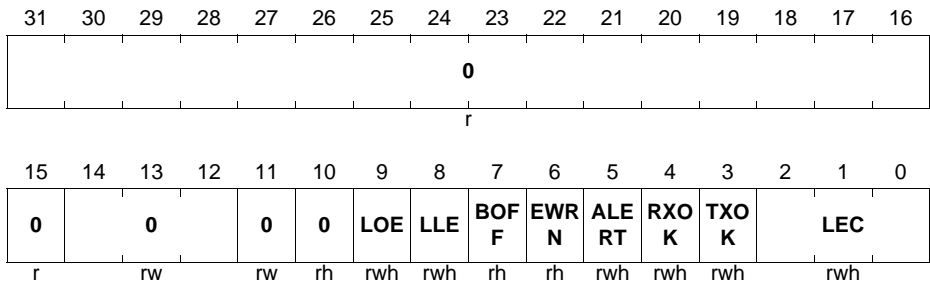 31 30 29 28 27 26 25 24 23 22 21 20 19 18 17 16
0
r
15 14 13 12 11 10 9 8 7 6 5 4 3 2 1 0
0 0 0 0 LOE LLE BOF EWR ALE RXO TXO LEC
F N RT K K
r rw rw rh rwh rwh rh rh rwh rwh rwh rwh